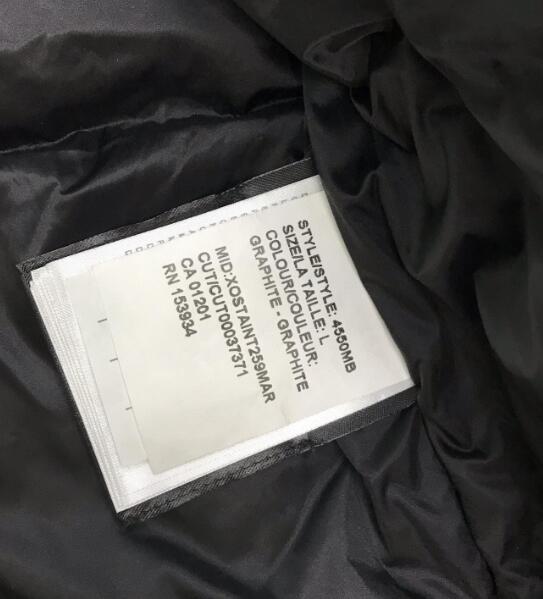 STYLE/STYLE: 4550MB
SIZE/LA TAILLE: L
COLOUR/COULEUR:
GRAPHITE - GRAPHITE
MID:XOSTAINT259MAR
CUT/CUT00037371
CA 01201
RN 153934